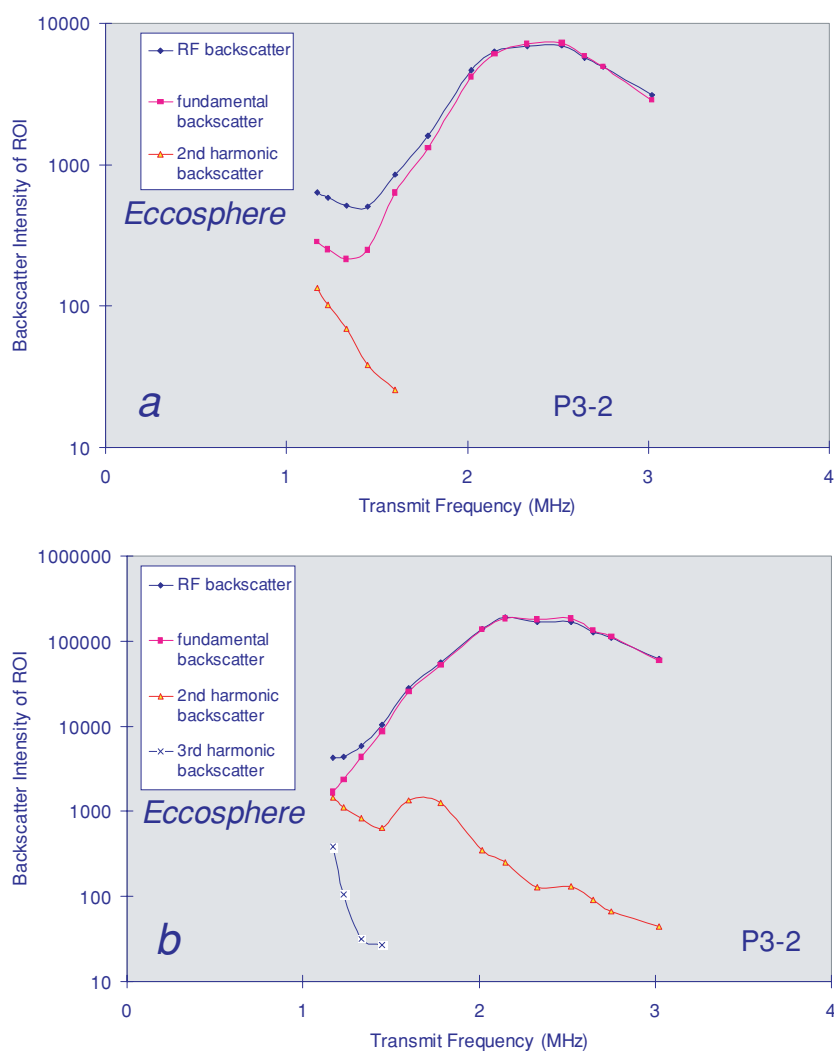 10000
RF backscatter
fundamental
backscatter
2nd harmonic
backscatter
1000
Eccosphere
100
Backscatter Intensity of ROI
a
P3-2
10
0
1
2
3
4
Transmit Frequency (MHz)
1000000
RF backscatter
100000
fundamental
backscatter
2nd harmonic
backscatter
10000
3rd harmonic
backscatter
1000
Eccosphere
Backscatter Intensity of ROI
100
b
P3-2
10
0
1
2
3
4
Transmit Frequency (MHz)